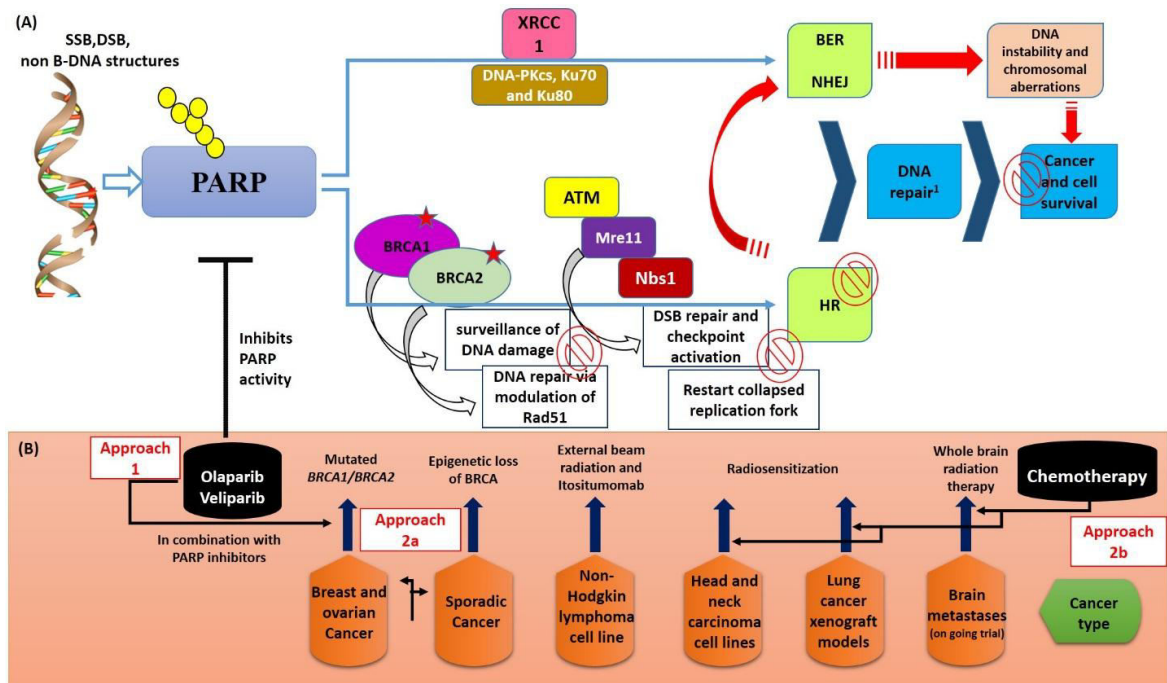 (A)
SSB,DSB,
non B-DNA structures
PARP
XRCC
1
DNA-PKcs, Ku70
and Ku80
BER
NHEJ
DNA
instability and
chromosomal
aberrations
DNA
repair1
Cancer
and cell
survival
ATM
Mre11
Nbs1
BRCA1
BRCA2
HR
surveillance of
DNA damage
DNA repair via
modulation of
Rad51
DSB repair and
checkpoint
activation
Restart collapsed
replication fork
Inhibits
PARP
activity
(B)
Approach
1
Olaparib
Veliparib
In combination with
PARP inhibitors
Mutated
BRCA1/BRCA2
Approach
2a
Epigenetic loss
of BRCA
External beam
radiation and
Itositumomab
Radiosensitization
Whole brain
radiation
therapy
Chemotherapy
Approach
2b
Breast and
ovarian
Cancer
Sporadic
Cancer
Non-
Hodgkin
lymphoma
cell line
Head and
neck
carcinoma
cell lines
Lung
cancer
xenograft
models
Brain
metastases
(on going trial)
Cancer
type